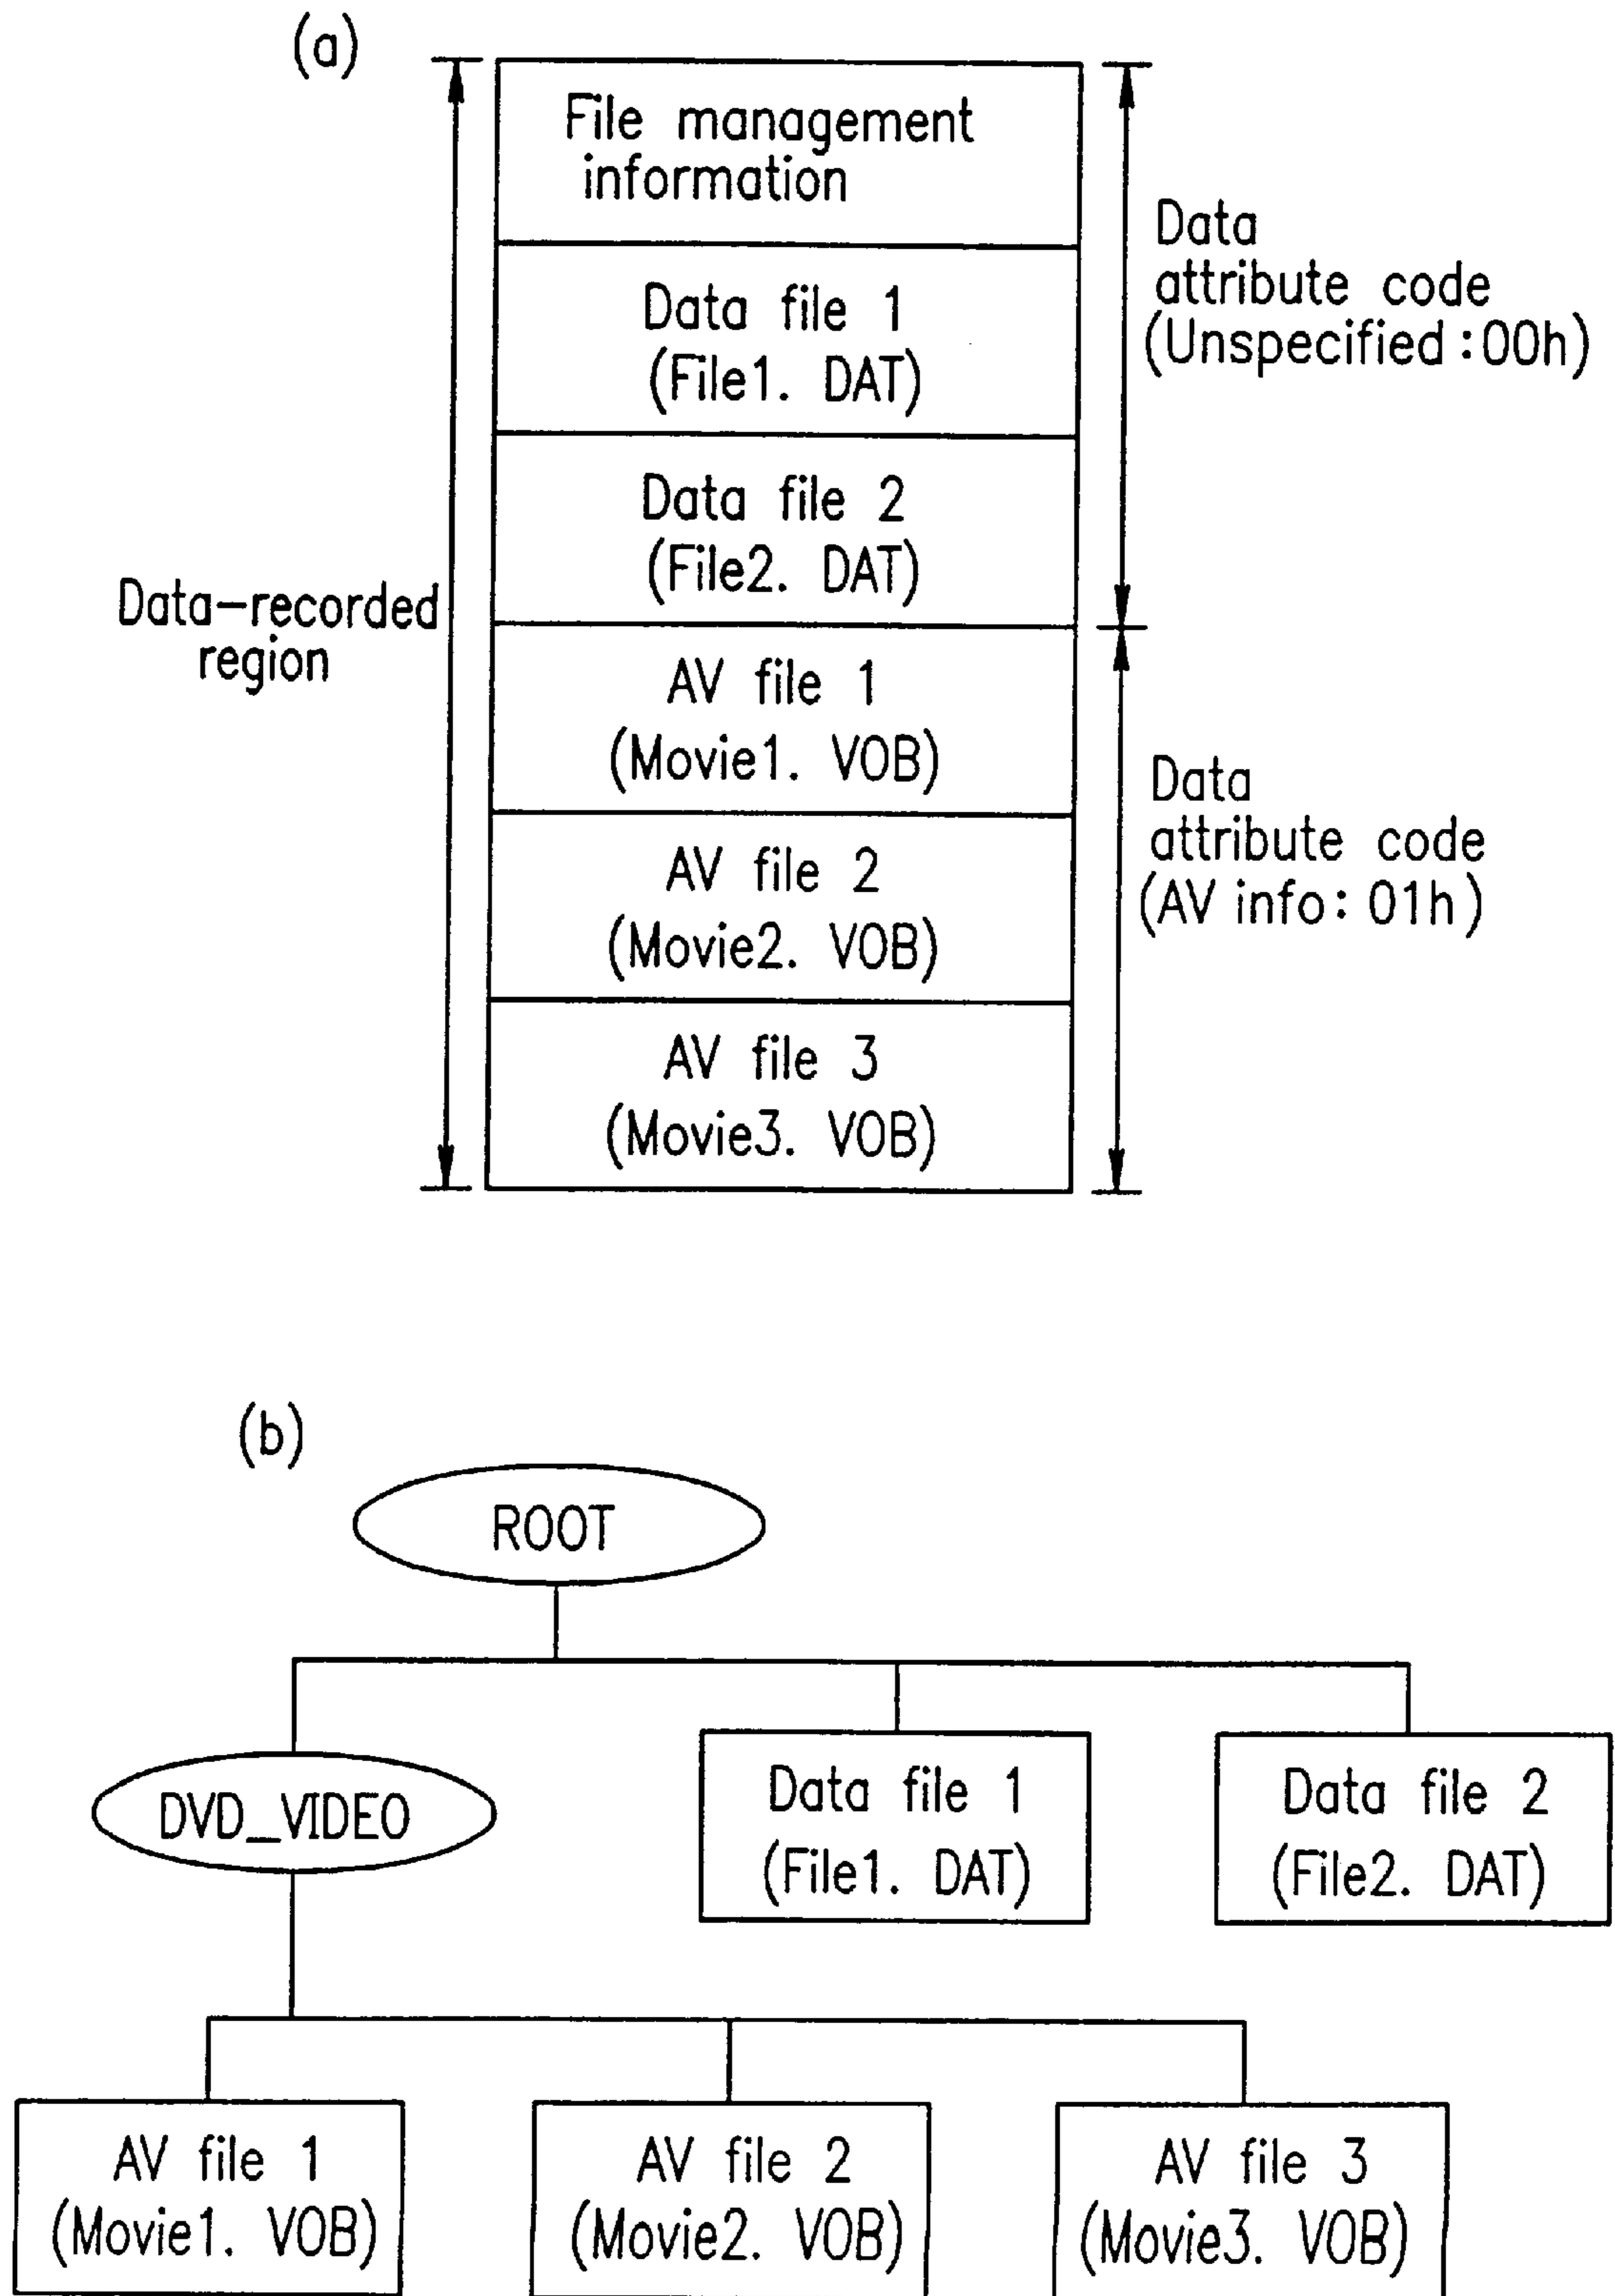 (a)
File management
information
Data file 1
(File1. DAT)
Data file 2
(File2. DAT)
AV file 1
(Movie1. VOB)
AV file 2
(Movie2. VOB)
AV file 3
(Movie3. VOB)
Data-recorded
region
Data
attribute code
(Unspecified:00h)
Data
attribute code
(AV info: 01h)
(b)
ROOT
DVD_VIDEO
Data file 1
(File1. DAT)
Data file 2
(File2. DAT)
AV file 1
(Movie1. VOB)
AV file 2
(Movie2. VOB)
AV file 3
(Movie3. VOB)